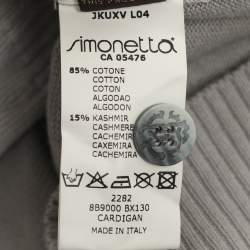 JKUXV L04
simonetta
CA 05476
85% COTONE
COTTON
COTON
ALGODAO
ALGODON
15% KASHMIR
CASHMERE
CACHEMIRE
CAXEMIRA
CACHEMIRA
2282
8B9000 BX130
CARDIGAN
MADE IN ITALY